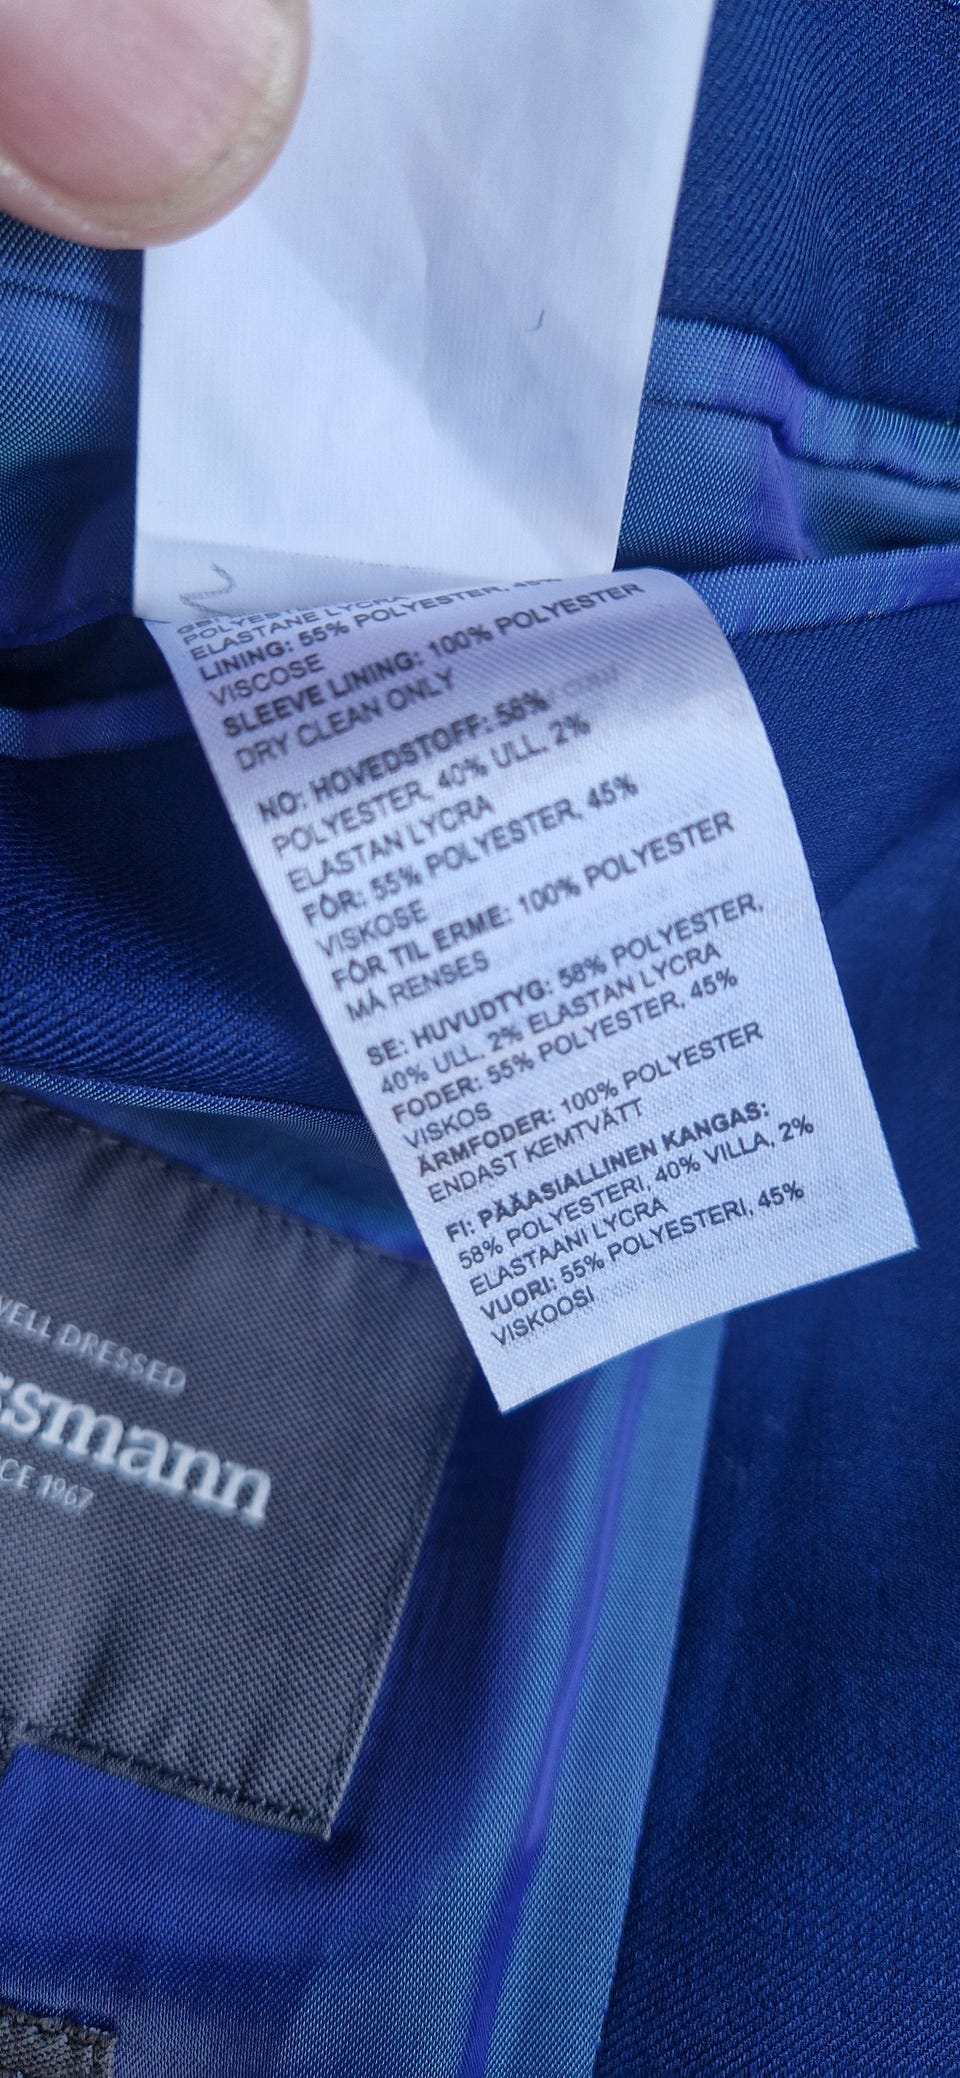 POLYESTE
ELASTANE LYCRA
LINING: 55% POLYESTER, 45%
VISCOSE
SLEEVE LINING: 100% POLYESTER
DRY CLEAN ONLY
NO: HOVEDSTOFF: 58%
POLYESTER, 40% ULL, 2%
ELASTAN LYCRA
FÔR: 55% POLYESTER, 45%
VISKOSE
FÔR TIL ERME: 100% POLYESTER
MÅ RENSES
SE: HUVUDTYG: 58% POLYESTER,
40% ULL, 2% ELASTAN LYCRA
FODER: 55% POLYESTER, 45%
VISKOS
ÄRMFODER: 100% POLYESTER
ENDAST KEMTVÄTT
FI: PÄÄASIALLINEN KANGAS:
58% POLYESTERI, 40% VILLA, 2%
ELASTAANI LYCRA
VUORI: 55% POLYESTERI, 45%
VISKOOSI
WELL DRESSED
ssmann
CE 1967